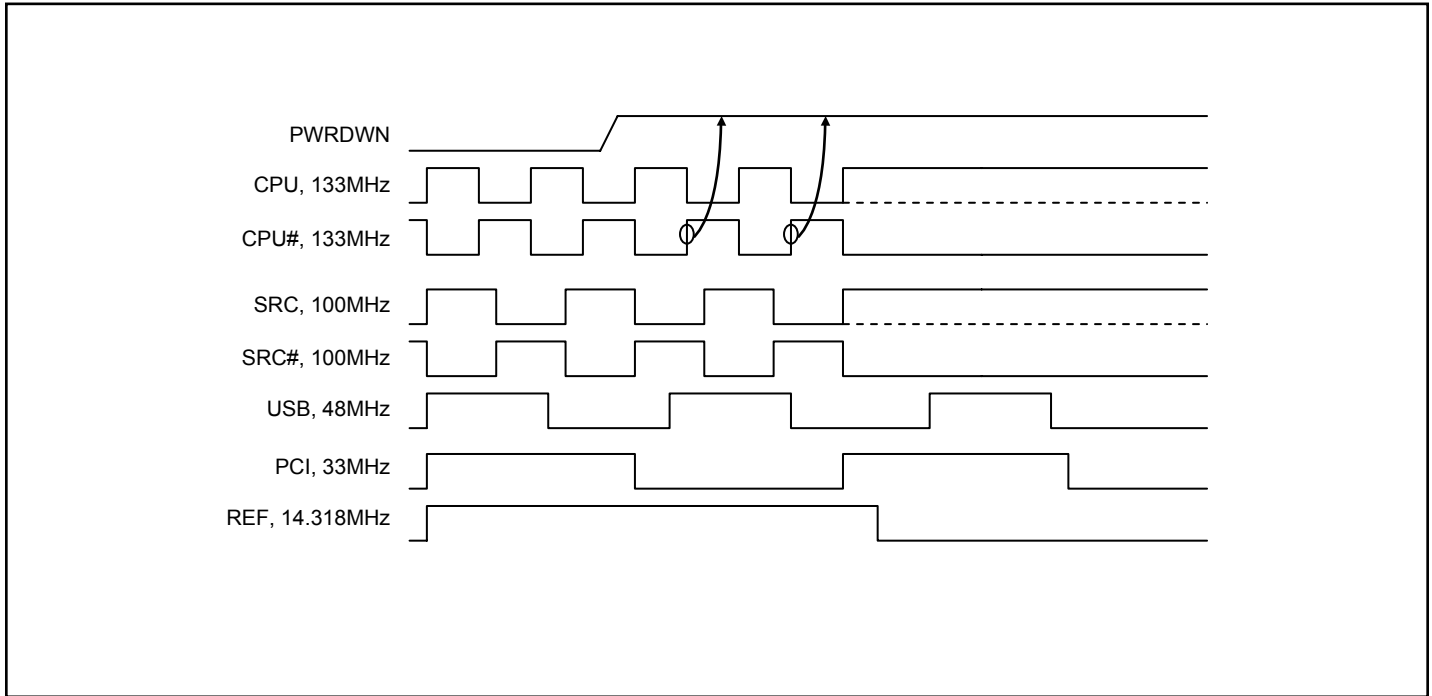 PWRDWN
CPU, 133MHz
CPU#, 133MHz
SRC, 100MHz
SRC#, 100MHz
USB, 48MHz
PCI, 33MHz
REF, 14.318MHz